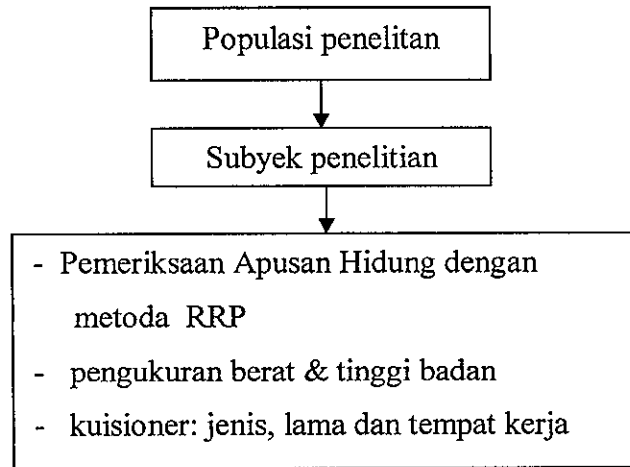 Populasi penelitan
Subyek penelitian
- Pemeriksaan Apusan Hidung dengan
metoda RRP
- pengukuran berat & tinggi badan
- kuisioner: jenis, lama dan tempat kerja